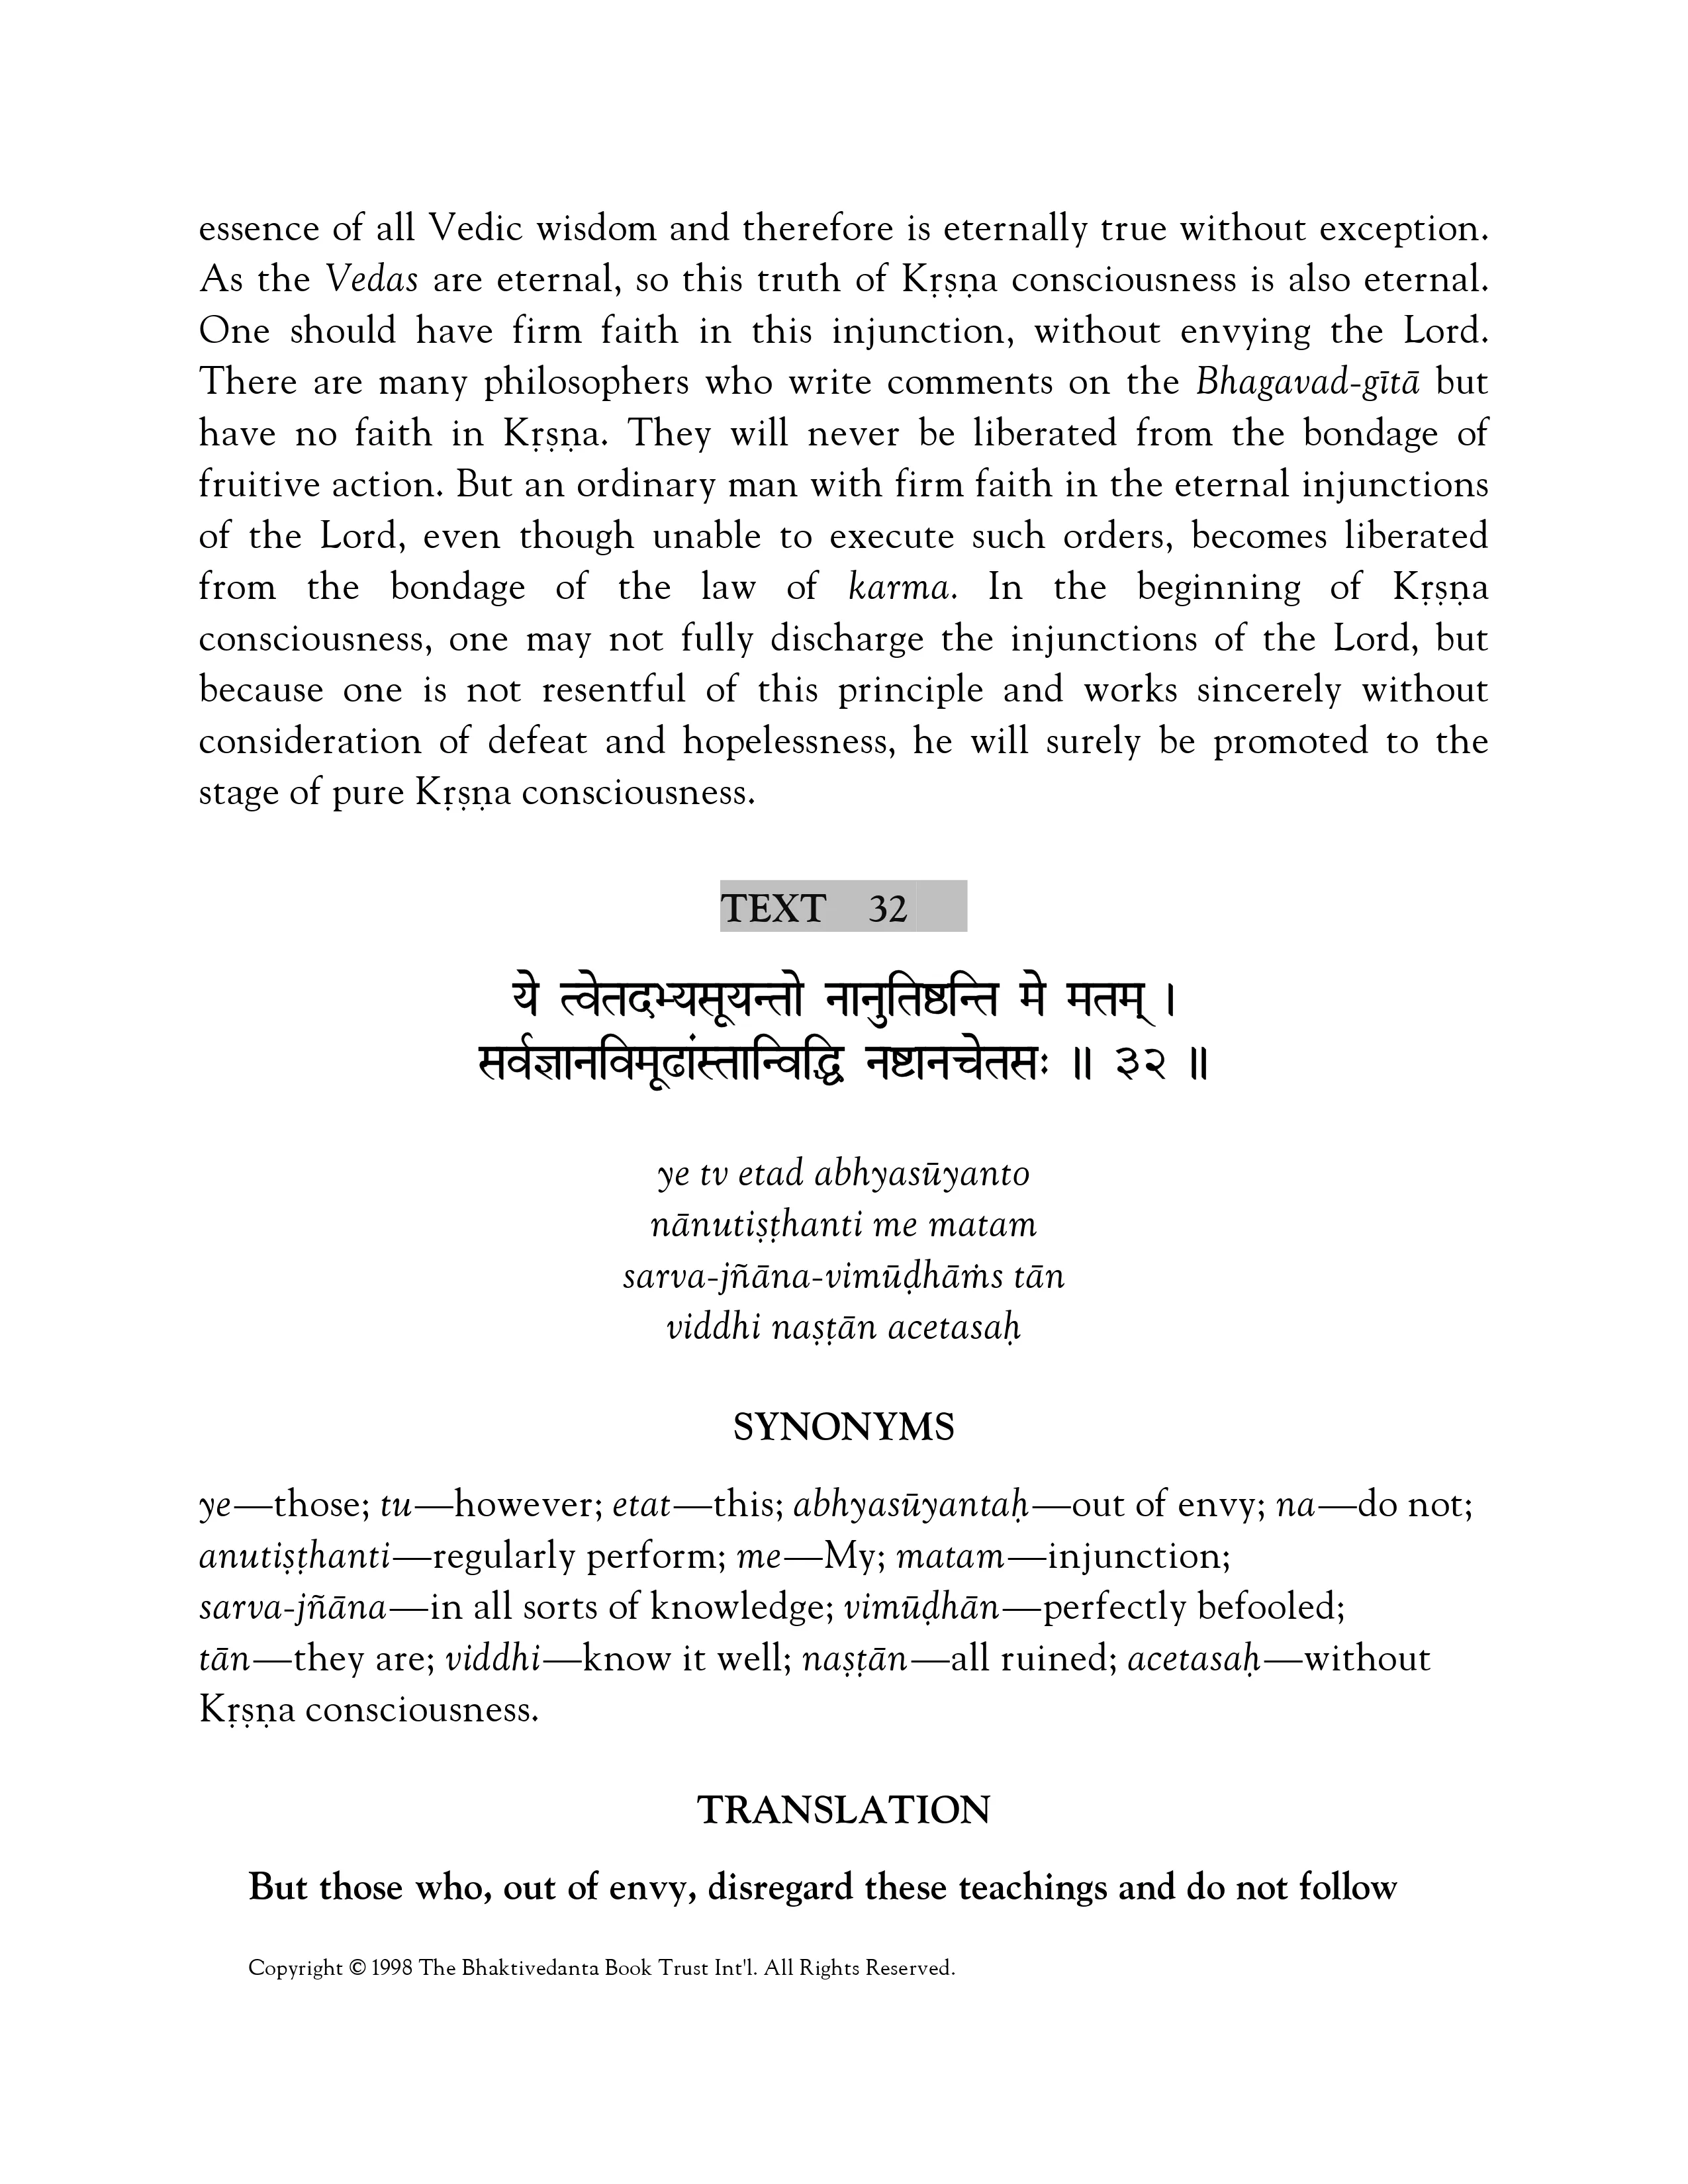 essence of all Vedic wisdom and therefore is eternally true without exception.
As the Vedas are eternal, so this truth of Kṛṣṇa consciousness is also eternal.
One should have firm faith in this injunction, without envying the Lord.
There are many philosophers who write comments on the Bhagavad-gītā but
have no faith in Kṛṣṇa. They will never be liberated from the bondage of
fruitive action. But an ordinary man with firm faith in the eternal injunctions
of the Lord, even though unable to execute such orders, becomes liberated
from the bondage of the law of karma. In the beginning of Kṛṣṇa
consciousness, one may not fully discharge the injunctions of the Lord, but
because one is not resentful of this principle and works sincerely without
consideration of defeat and hopelessness, he will surely be promoted to the
stage of pure Kṛṣṇa consciousness.
TEXT 32
ये त्वेतदभ्यसूयन्तो नानुतिष्ठन्ति मे मतम् ।
सर्वज्ञानविमूढांस्तान्विद्धि नष्टानचेतसः ॥ ३२ ॥
ye tv etad abhyasūyanto
nānutiṣṭhanti me matam
sarva-jñāna-vimūḍhāṁs tān
viddhi naṣṭān acetasaḥ
SYNONYMS
ye—those; tu—however; etat—this; abhyasūyantaḥ—out of envy; na—do not;
anutiṣṭhanti—regularly perform; me—My; matam—injunction;
sarva-jñāna—in all sorts of knowledge; vimūḍhān—perfectly befooled;
tān—they are; viddhi—know it well; naṣṭān—all ruined; acetasaḥ—without
Kṛṣṇa consciousness.
TRANSLATION
But those who, out of envy, disregard these teachings and do not follow
Copyright © 1998 The Bhaktivedanta Book Trust Int'l. All Rights Reserved.